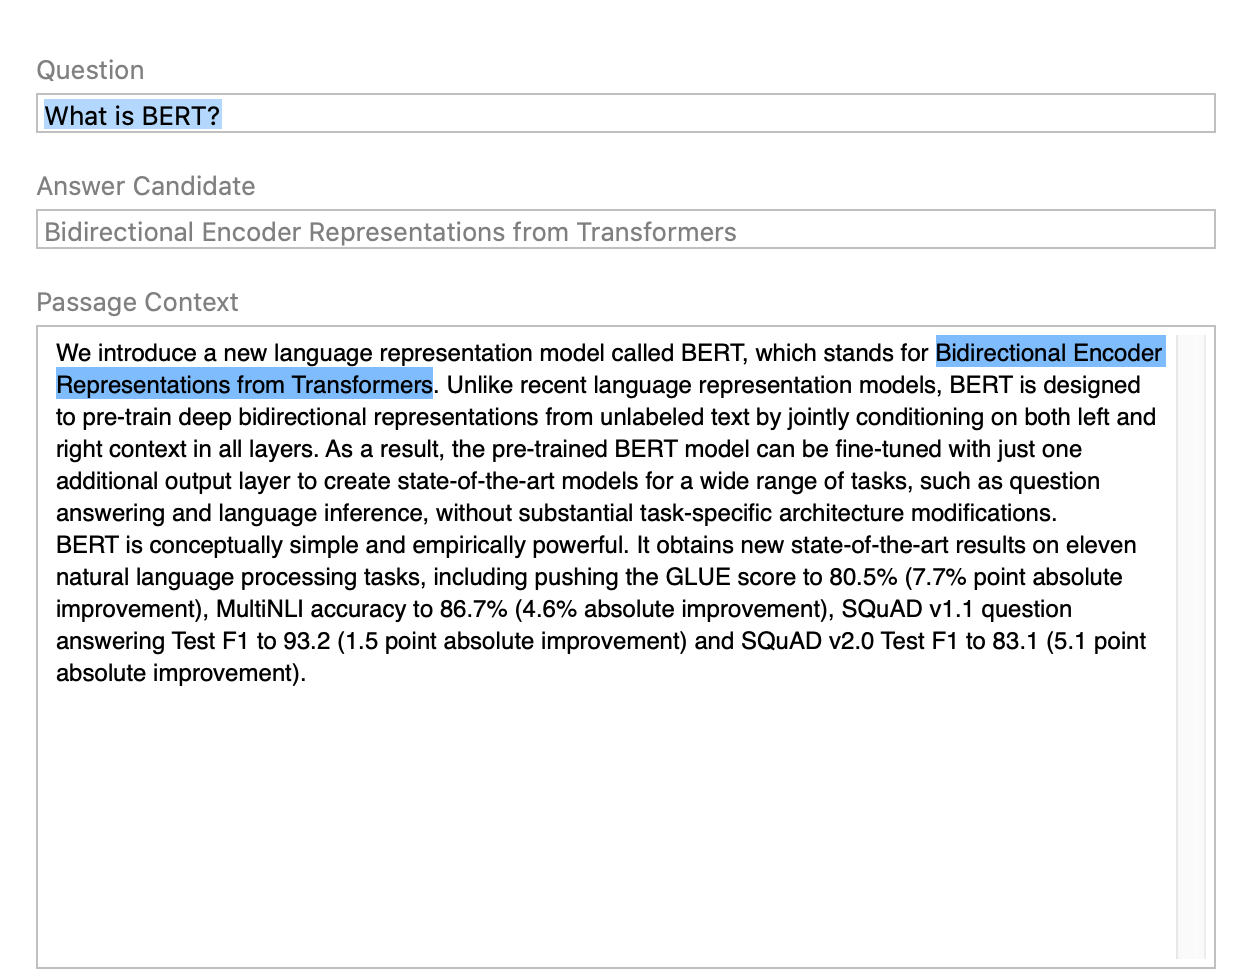 Question
What is BERT?
Answer Candidate
Bidirectional Encoder Representations from Transformers
Passage Context
We introduce a new language representation model called BERT, which stands for Bidirectional Encoder
Representations from Transformers. Unlike recent language representation models, BERT is designed
to pre-train deep bidirectional representations from unlabeled text by jointly conditioning on both left and
right context in all layers. As a result, the pre-trained BERT model can be fine-tuned with just one
additional output layer to create state-of-the-art models for a wide range of tasks, such as question
answering and language inference, without substantial task-specific architecture modifications.
BERT is conceptually simple and empirically powerful. It obtains new state-of-the-art results on eleven
natural language processing tasks, including pushing the GLUE score to 80.5% (7.7% point absolute
improvement), MultiNLI accuracy to 86.7% (4.6% absolute improvement), SQuAD v1.1 question
answering Test F1 to 93.2 (1.5 point absolute improvement) and SQuAD v2.0 Test F1 to 83.1 (5.1 point
absolute improvement).